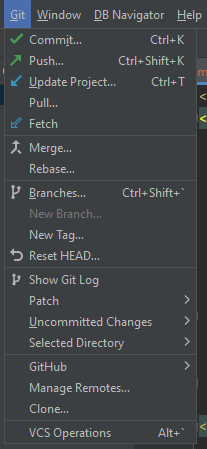 Git Window DB Navigator Help
Commit... Ctrl+K
Push... Ctrl+Shift+K
Update Project... Ctrl+T
Pull...
Fetch
Merge...
Rebase...
Branches... Ctrl+Shift+`
New Branch...
New Tag...
Reset HEAD...
Show Git Log
Patch
Uncommitted Changes
Selected Directory
GitHub
Manage Remotes...
Clone...
VCS Operations Alt+`